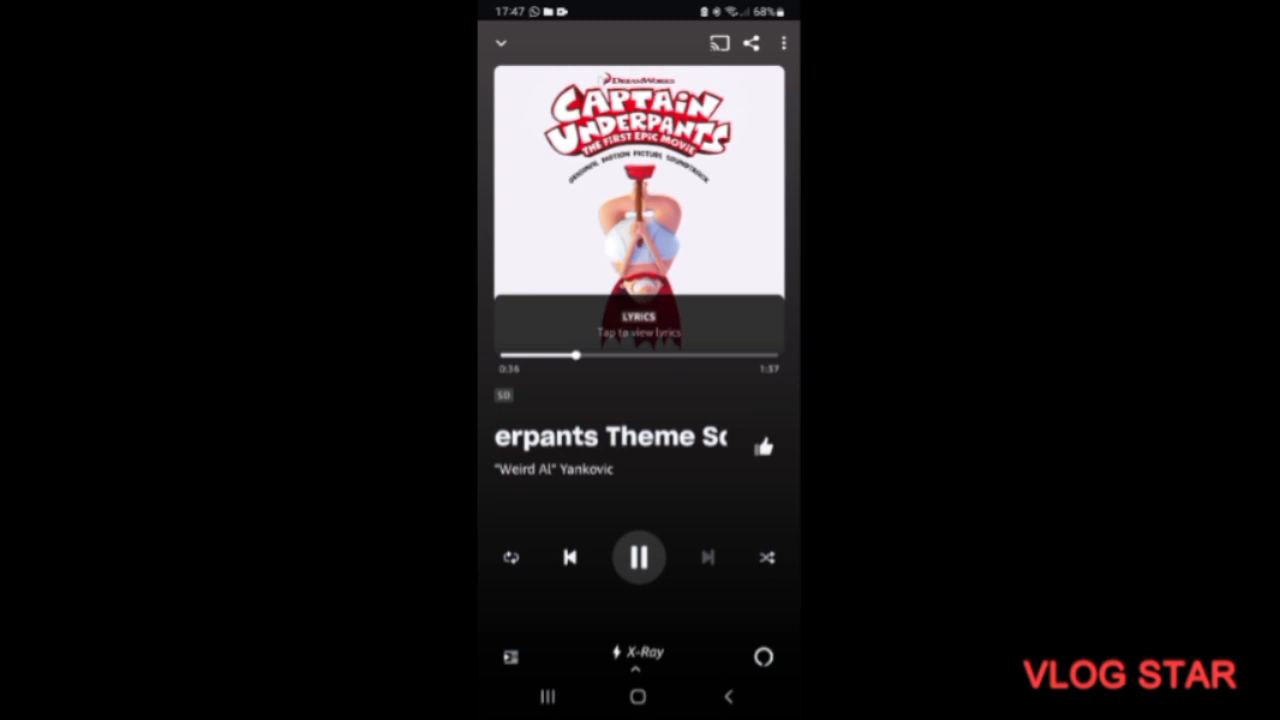 17:47
68%
DREAMWORKS
CAPTAIN
UNDERPANTS
THE FIRST EPIC MOVIE
ORIGINAL MOTION PICTURE SOUNDTRACK
LYRICS
Tap to view lyrics
0:36
1:37
SD
erpants Theme So
"Weird Al" Yankovic
X-Ray
VLOG STAR